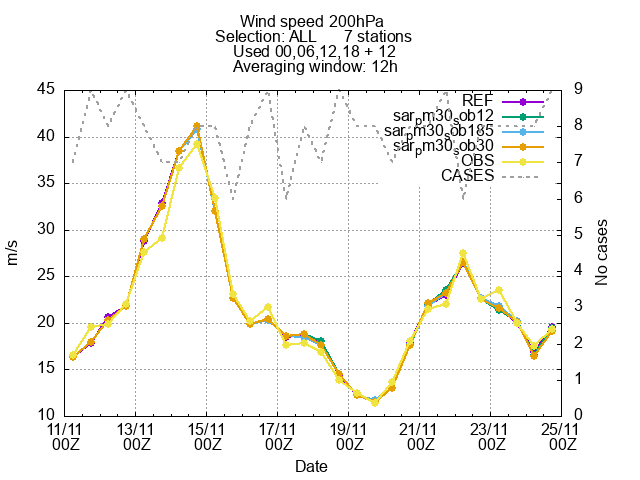 Wind speed 200hPa
Selection: ALL 7 stations
Used 00,06,12,18 + 12
Averaging window: 12h
45
40
35
30
25
20
15
10
m/s
9
8
7
6
5
4
3
2
1
0
No cases
REF
sarpm30sob12
sarpm30sob185
sarpm30sob30
OBS
CASES
11/11 13/11 15/11 17/11 19/11 21/11 23/11 25/11
00Z 00Z 00Z 00Z 00Z 00Z 00Z 00Z
Date